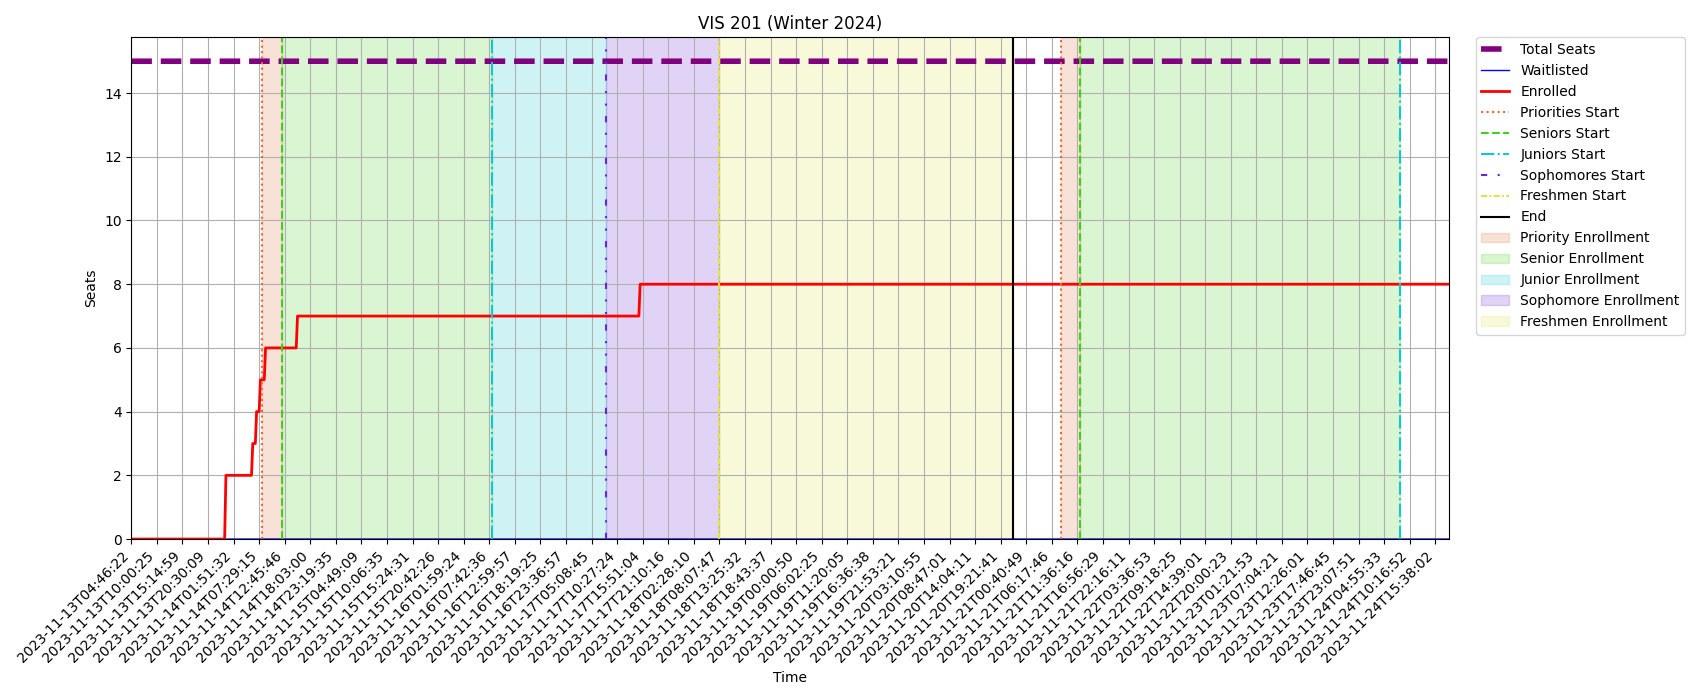 VIS 201 (Winter 2024)
Total Seats
Waitlisted
Enrolled
Priorities Start
Seniors Start
Juniors Start
Sophomores Start
Freshmen Start
End
Priority Enrollment
Senior Enrollment
Junior Enrollment
Sophomore Enrollment
Freshmen Enrollment
Seats
14
12
10
8
6
4
2
0
2023-11-13T04:46:22
2023-11-13T10:00:25
2023-11-13T15:14:59
2023-11-13T20:30:09
2023-11-14T01:51:32
2023-11-14T07:29:15
2023-11-14T12:45:46
2023-11-14T18:03:00
2023-11-14T23:19:35
2023-11-15T04:49:09
2023-11-15T10:06:35
2023-11-15T15:24:31
2023-11-15T20:42:26
2023-11-16T01:59:24
2023-11-16T07:42:36
2023-11-16T12:59:57
2023-11-16T18:19:25
2023-11-16T23:36:57
2023-11-17T05:08:45
2023-11-17T10:27:24
2023-11-17T15:51:04
2023-11-17T21:10:16
2023-11-18T02:28:10
2023-11-18T08:07:47
2023-11-18T13:25:32
2023-11-18T18:43:37
2023-11-19T00:00:50
2023-11-19T06:02:25
2023-11-19T11:20:05
2023-11-19T16:36:38
2023-11-19T21:53:21
2023-11-20T03:10:55
2023-11-20T08:47:01
2023-11-20T14:04:11
2023-11-20T19:21:41
2023-11-21T00:40:49
2023-11-21T06:17:46
2023-11-21T11:36:16
2023-11-21T16:56:29
2023-11-21T22:16:11
2023-11-22T03:36:53
2023-11-22T09:18:25
2023-11-22T14:39:01
2023-11-22T20:00:23
2023-11-23T01:21:53
2023-11-23T07:04:21
2023-11-23T12:26:01
2023-11-23T17:46:45
2023-11-23T23:07:51
2023-11-24T04:55:33
2023-11-24T10:16:52
2023-11-24T15:38:02
Time